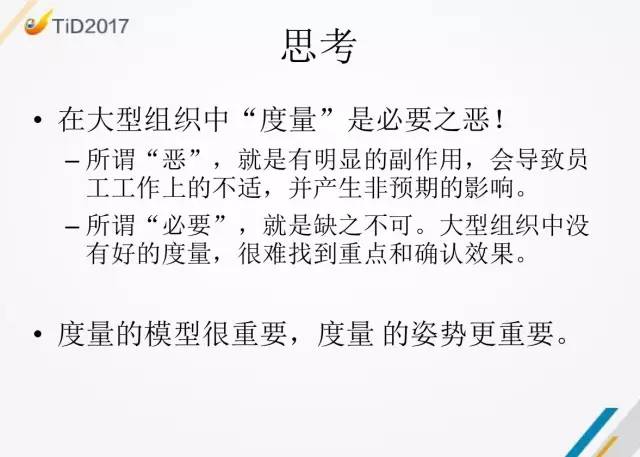 TiD2017
思考
• 在大型组织中“度量”是必要之恶！
–所谓“恶”，就是有明显的副作用，会导致员
工工作上的不适，并产生非预期的影响。
–所谓“必要”，就是缺之不可。大型组织中没
有好的度量，很难找到重点和确认效果。
• 度量的模型很重要，度量 的姿势更重要。